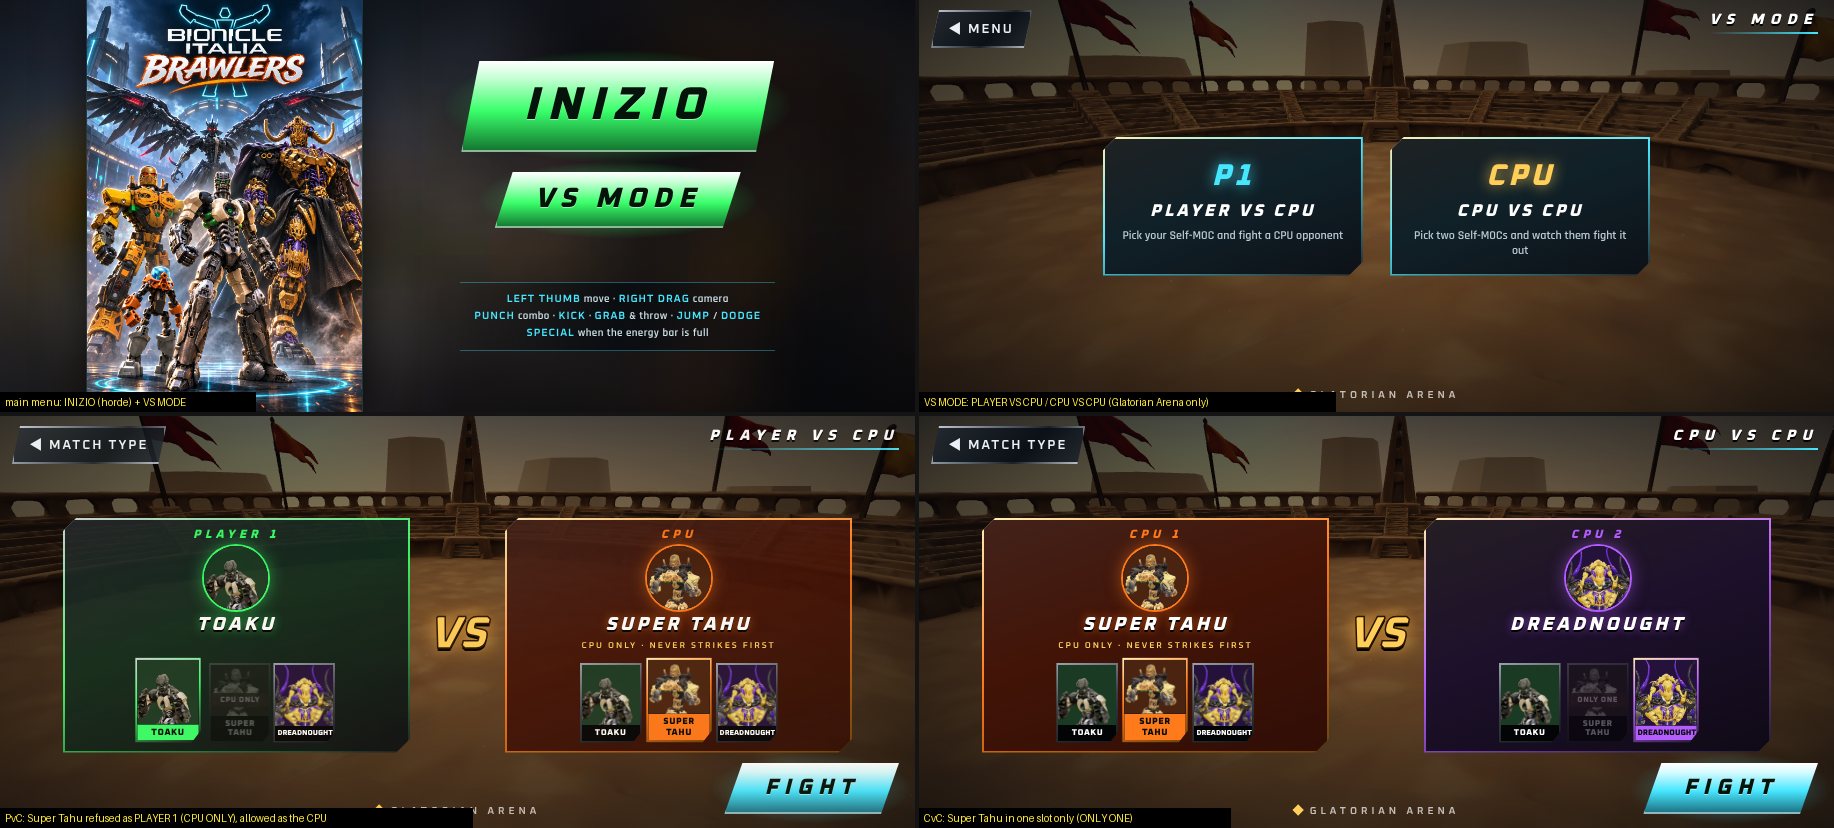 BIONICLE
ITALIA
BRAWLERS
INIZIO
VS MODE
LEFT THUMB move · RIGHT DRAG camera
PUNCH combo · KICK · GRAB & throw · JUMP / DODGE
SPECIAL when the energy bar is full
main menu: INIZIO (horde) + VS MODE
◀ MENU
VS MODE
P1
PLAYER VS CPU
Pick your Self-MOC and fight a CPU opponent
CPU
CPU VS CPU
Pick two Self-MOCs and watch them fight it
out
GLATORIAN ARENA
VS MODE: PLAYER VS CPU / CPU VS CPU (Glatorian Arena only)
◀ MATCH TYPE
PLAYER VS CPU
PLAYER 1
TOAKU
TOAKU
CPU ONLY
SUPER
TAHU
DREADNOUGHT
VS
CPU
SUPER TAHU
CPU ONLY · NEVER STRIKES FIRST
TOAKU
SUPER
TAHU
DREADNOUGHT
FIGHT
GLATORIAN ARENA
PvC: Super Tahu refused as PLAYER 1 (CPU ONLY), allowed as the CPU
◀ MATCH TYPE
CPU VS CPU
CPU 1
SUPER TAHU
CPU ONLY · NEVER STRIKES FIRST
TOAKU
SUPER
TAHU
DREADNOUGHT
VS
CPU 2
DREADNOUGHT
TOAKU
ONLY ONE
SUPER
TAHU
DREADNOUGHT
FIGHT
GLATORIAN ARENA
CvC: Super Tahu in one slot only (ONLY ONE)